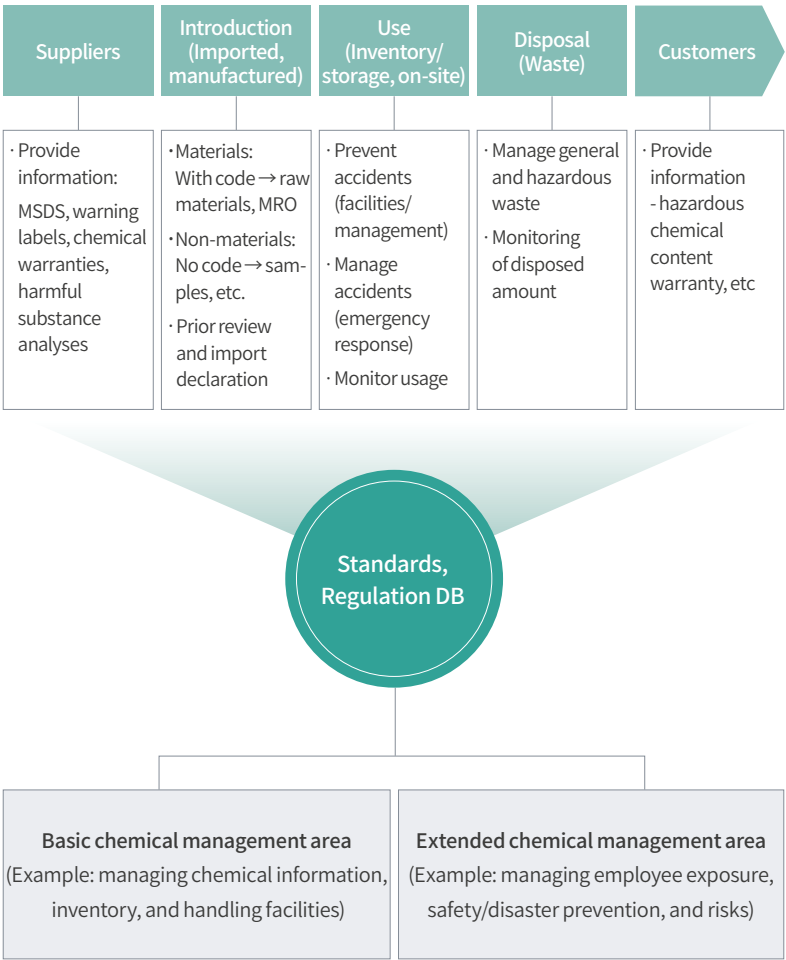 Suppliers
Introduction
(Imported,
manufactured)
Use
(Inventory/
storage, on-site)
Disposal
(Waste)
Customers
· Provide
information:
MSDS, warning
labels, chemical
warranties,
harmful
substance
analyses
· Materials:
With code → raw
materials, MRO
· Non-materials:
No code → sam-
ples, etc.
· Prior review
and import
declaration
· Prevent
accidents
(facilities/
management)
· Manage
accidents
(emergency
response)
· Monitor usage
· Manage general
and hazardous
waste
· Monitoring
of disposed
amount
· Provide
information
- hazardous
chemical
content
warranty, etc
Standards,
Regulation DB
Basic chemical management area
(Example: managing chemical information,
inventory, and handling facilities)
Extended chemical management area
(Example: managing employee exposure,
safety/disaster prevention, and risks)